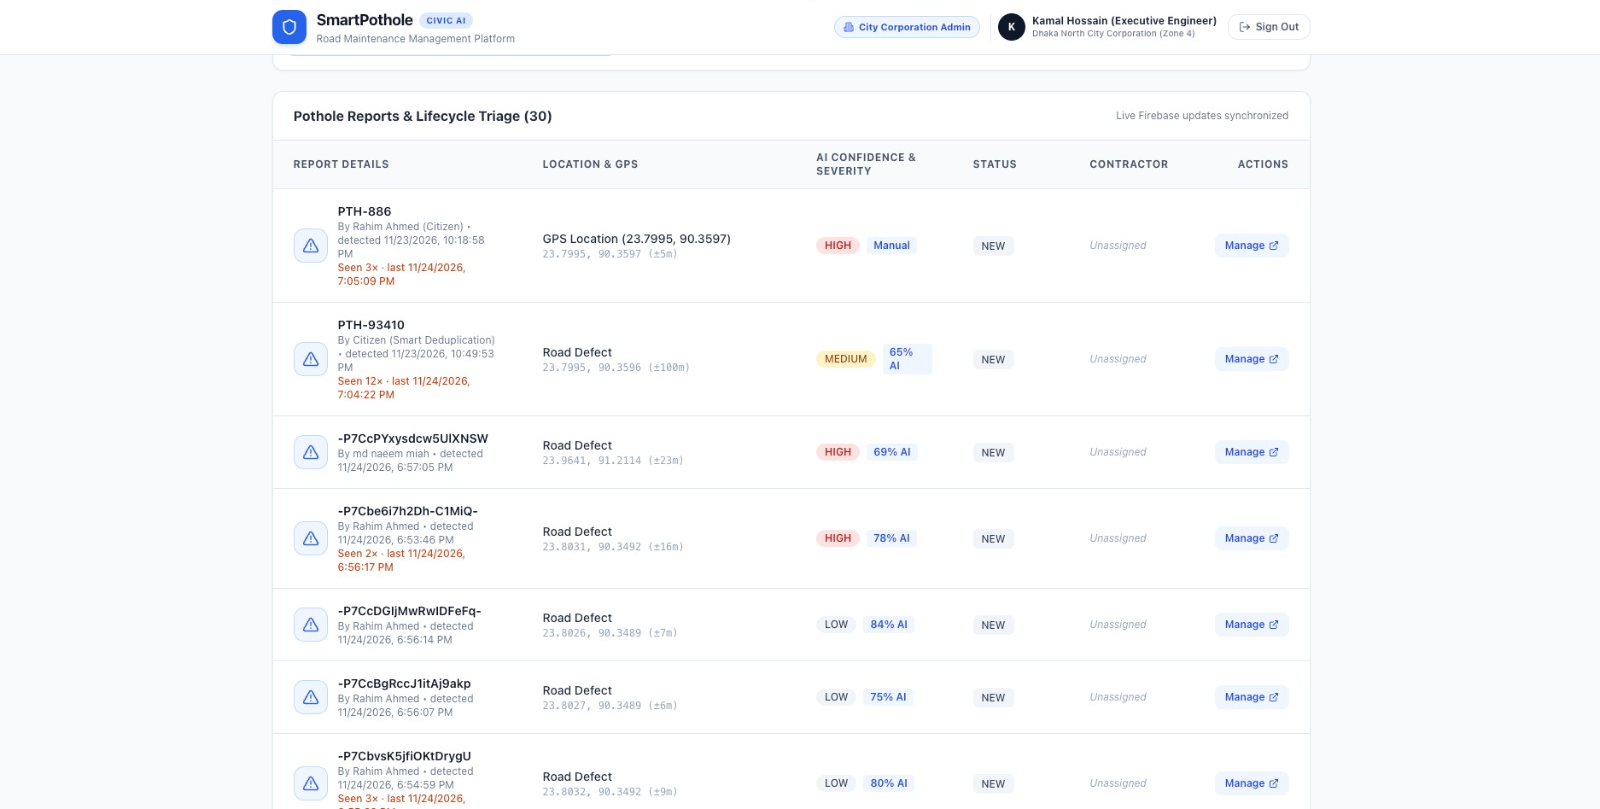 SmartPothole CIVIC AI
Road Maintenance Management Platform
City Corporation Admin
K
Kamal Hossain (Executive Engineer)
Dhaka North City Corporation (Zone 4)
Sign Out
Pothole Reports & Lifecycle Triage (30)
Live Firebase updates synchronized
REPORT DETAILS
LOCATION & GPS
AI CONFIDENCE &
SEVERITY
STATUS
CONTRACTOR
ACTIONS
PTH-886
By Rahim Ahmed (Citizen) •
detected 11/23/2026, 10:18:58
PM
Seen 3× · last 11/24/2026,
7:05:09 PM
GPS Location (23.7995, 90.3597)
23.7995, 90.3597 (±5m)
HIGH
Manual
NEW
Unassigned
Manage
PTH-93410
By Citizen (Smart Deduplication)
• detected 11/23/2026, 10:49:53
PM
Seen 12× · last 11/24/2026,
7:04:22 PM
Road Defect
23.7995, 90.3596 (±100m)
MEDIUM
65%
AI
NEW
Unassigned
Manage
-P7CcPYxysdcw5UlXNSW
By md naeem miah • detected
11/24/2026, 6:57:05 PM
Road Defect
23.9641, 91.2114 (±23m)
HIGH
69% AI
NEW
Unassigned
Manage
-P7Cbe6i7h2Dh-C1MiQ-
By Rahim Ahmed • detected
11/24/2026, 6:53:46 PM
Seen 2× · last 11/24/2026,
6:56:17 PM
Road Defect
23.8031, 90.3492 (±16m)
HIGH
78% AI
NEW
Unassigned
Manage
-P7CcDGIjMwRwIDFeFq-
By Rahim Ahmed • detected
11/24/2026, 6:56:14 PM
Road Defect
23.8026, 90.3489 (±7m)
LOW
84% AI
NEW
Unassigned
Manage
-P7CcBgRccJ1itAj9akp
By Rahim Ahmed • detected
11/24/2026, 6:56:07 PM
Road Defect
23.8027, 90.3489 (±6m)
LOW
75% AI
NEW
Unassigned
Manage
-P7CbvsK5jfiOKtDrygU
By Rahim Ahmed • detected
11/24/2026, 6:54:59 PM
Seen 3× · last 11/24/2026,
Road Defect
23.8032, 90.3492 (±9m)
LOW
80% AI
NEW
Unassigned
Manage